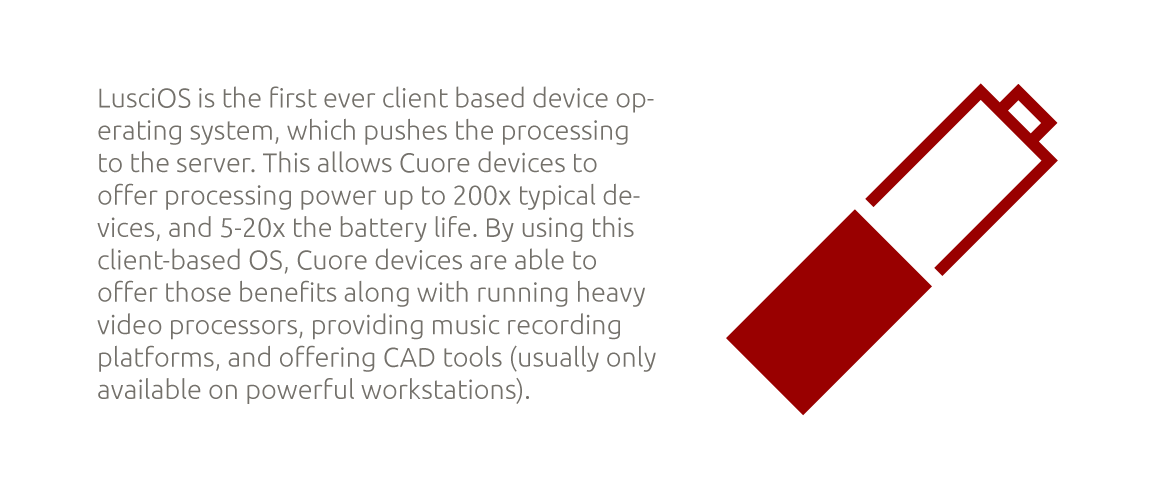 LusciOS is the first ever client based device op-
erating system, which pushes the processing
to the server. This allows Cuore devices to
offer processing power up to 200x typical de-
vices, and 5-20x the battery life. By using this
client-based OS, Cuore devices are able to
offer those benefits along with running heavy
video processors, providing music recording
platforms, and offering CAD tools (usually only
available on powerful workstations).